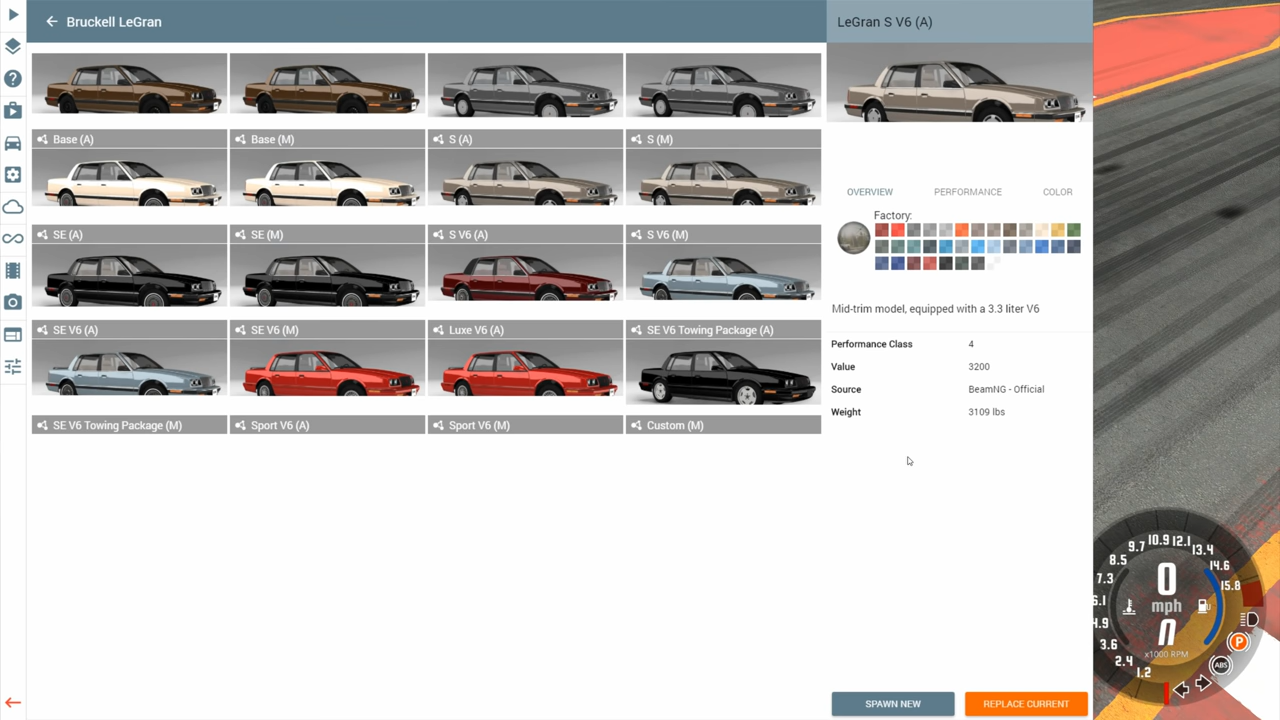 Bruckell LeGran
LeGran S V6 (A)
Base (A)
Base (M)
S (A)
S (M)
SE (A)
SE (M)
S V6 (A)
S V6 (M)
SE V6 (A)
SE V6 (M)
Luxe V6 (A)
SE V6 Towing Package (A)
SE V6 Towing Package (M)
Sport V6 (A)
Sport V6 (M)
Custom (M)
OVERVIEW PERFORMANCE COLOR
Factory:
Mid-trim model, equipped with a 3.3 liter V6
Performance Class 4
Value 3200
Source BeamNG - Official
Weight 3109 lbs
SPAWN NEW
REPLACE CURRENT
1.2
2.4
3.6
4.9
6.1
7.3
8.5
9.7
10.9
12.1
13.4
14.6
15.8
0
mph
n
x1000 RPM
P
ABS